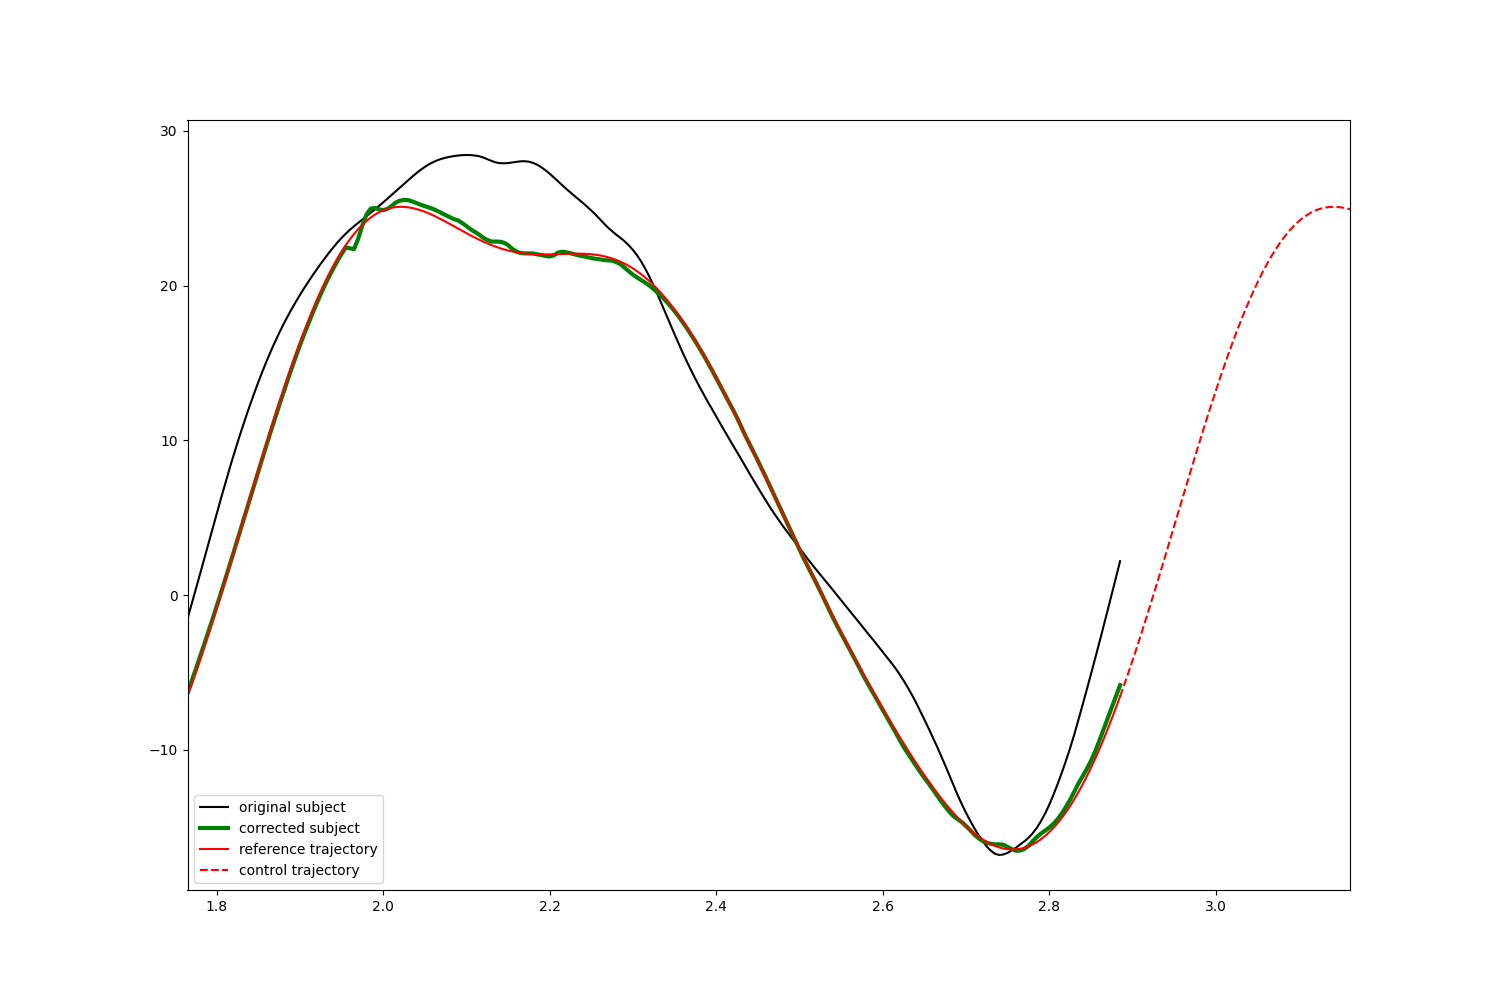 30
20
10
0
−10
original subject
corrected subject
reference trajectory
control trajectory
1.8 2.0 2.2 2.4 2.6 2.8 3.0